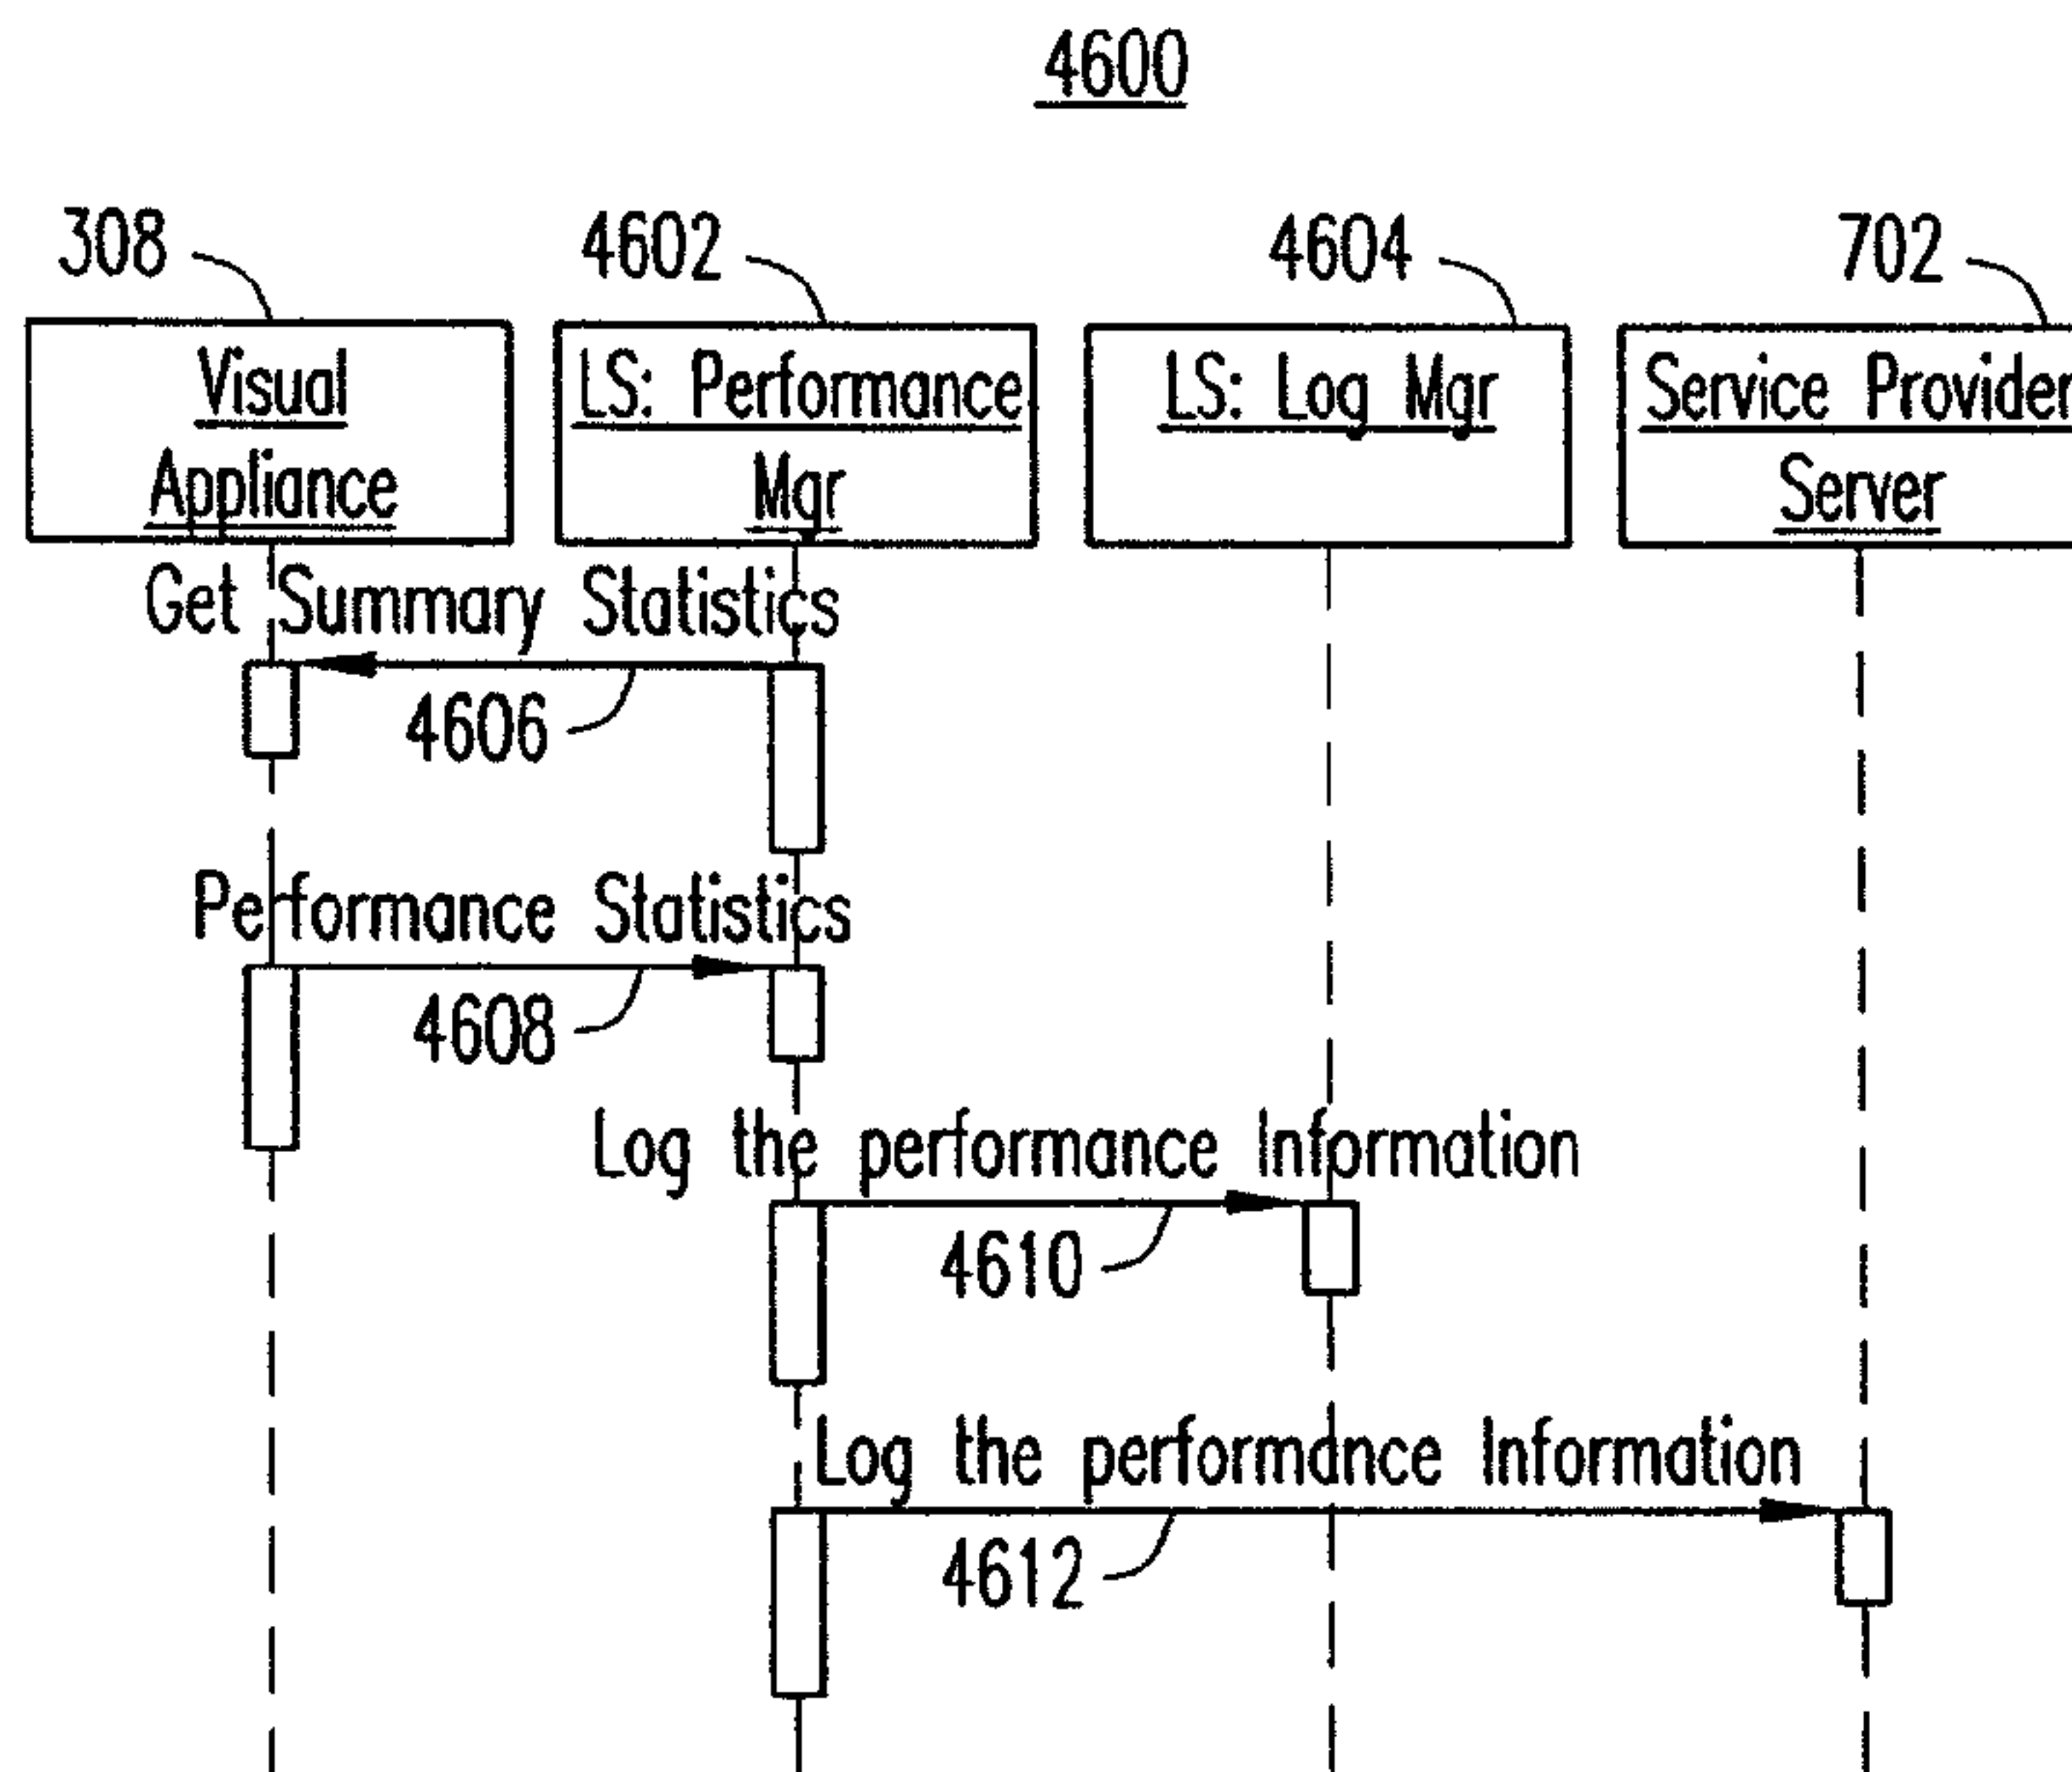 4600
308
4602
4604
702
Visual
Appliance
LS: Performance
Mgr
LS: Log Mgr
Service Provider
Server
Get Summary Statistics
4606
Performance Statistics
4608
Log the performance Information
4610
Log the performance Information
4612